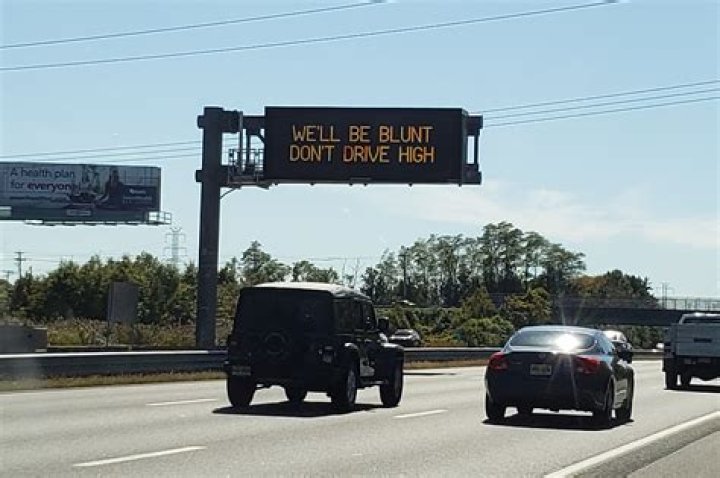 WE'LL BE BLUNT
DON'T DRIVE HIGH
A health plan
for everyone